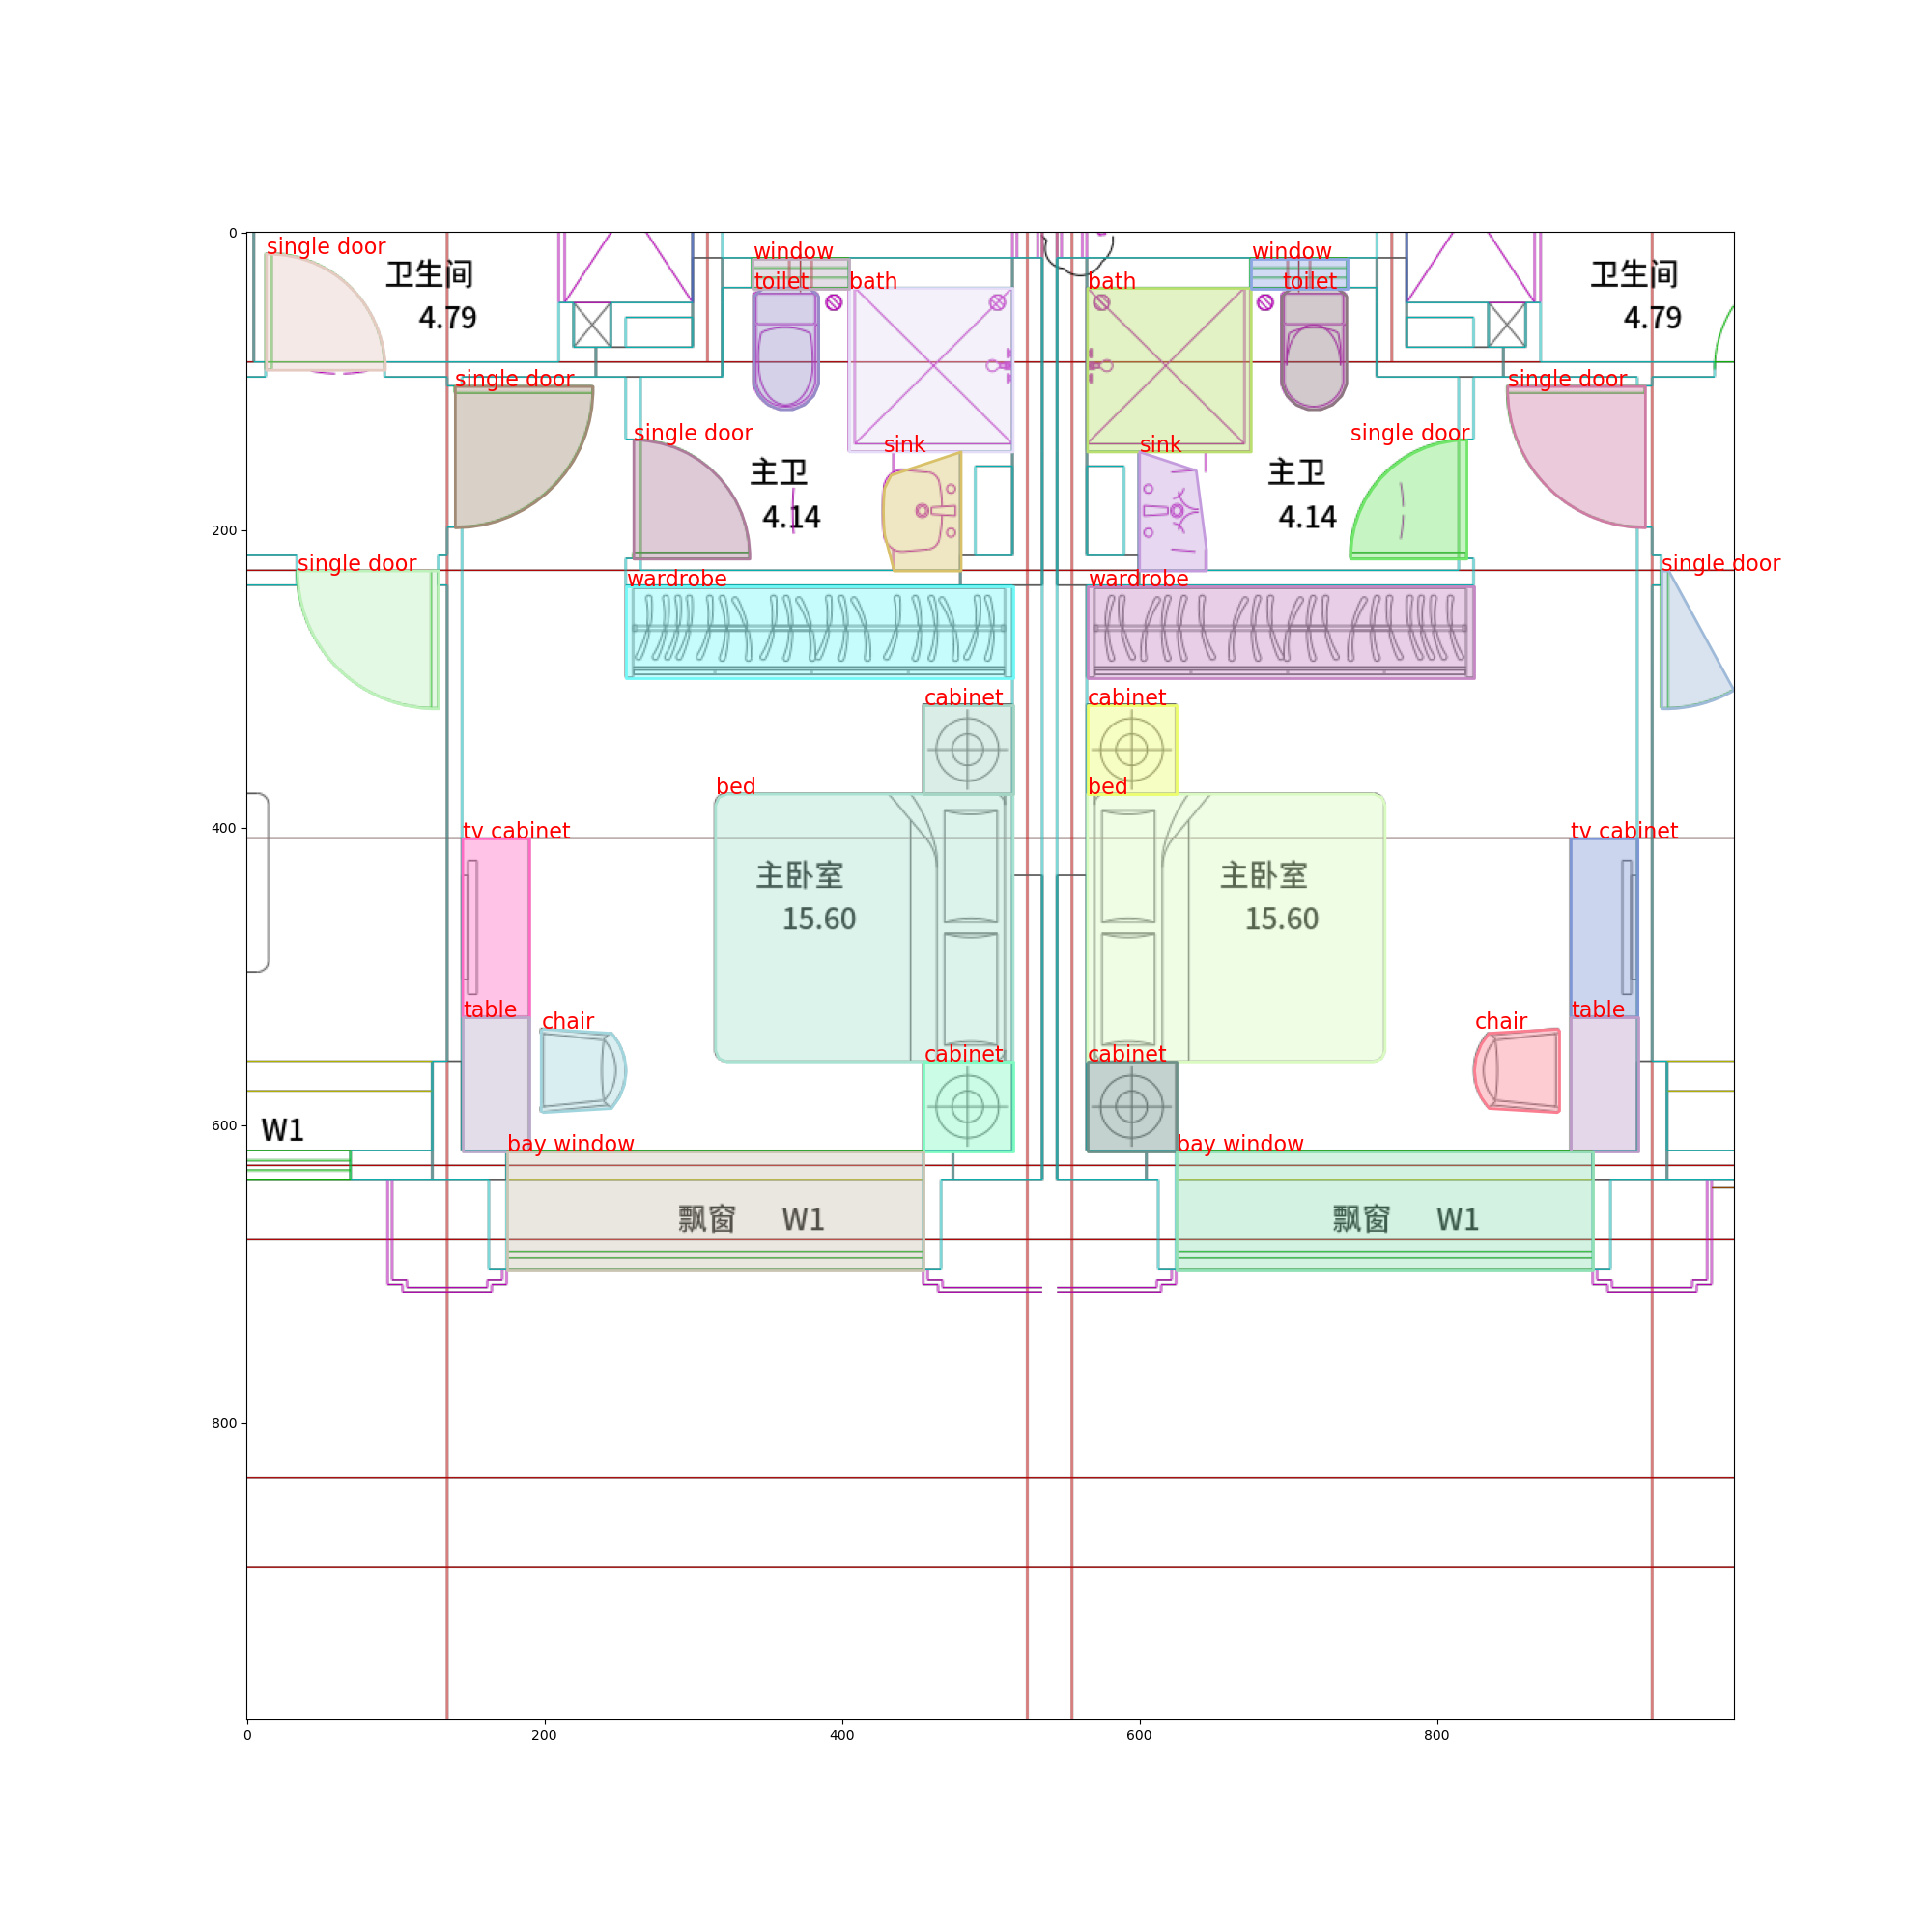 0
single door
卫生间
4.79
window
toilet
bath
bath
window
toilet
卫生间
4.79
single door
single door
主卫
4.14
sink
sink
主卫
4.14
single door
single door
200
single door
wardrobe
wardrobe
single door
cabinet
cabinet
bed
bed
400
tv cabinet
tv cabinet
主卧室
15.60
主卧室
15.60
table
chair
chair
table
cabinet
cabinet
600
W1
bay window
bay window
飘窗 W1
飘窗 W1
800
0 200 400 600 800